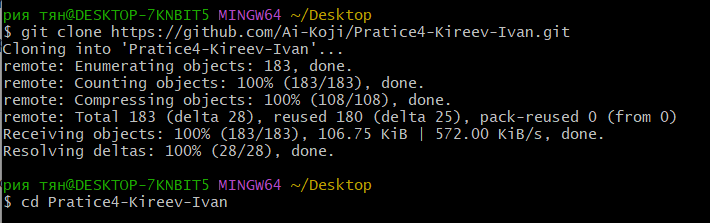 рия тян@DESKTOP-7KNBIT5 MINGW64 ~/Desktop
$ git clone https://github.com/Ai-Koji/Pratice4-Kireev-Ivan.git
Cloning into 'Pratice4-Kireev-Ivan'...
remote: Enumerating objects: 183, done.
remote: Counting objects: 100% (183/183), done.
remote: Compressing objects: 100% (108/108), done.
remote: Total 183 (delta 28), reused 180 (delta 25), pack-reused 0 (from 0)
Receiving objects: 100% (183/183), 106.75 KiB | 572.00 KiB/s, done.
Resolving deltas: 100% (28/28), done.
рия тян@DESKTOP-7KNBIT5 MINGW64 ~/Desktop
$ cd Pratice4-Kireev-Ivan